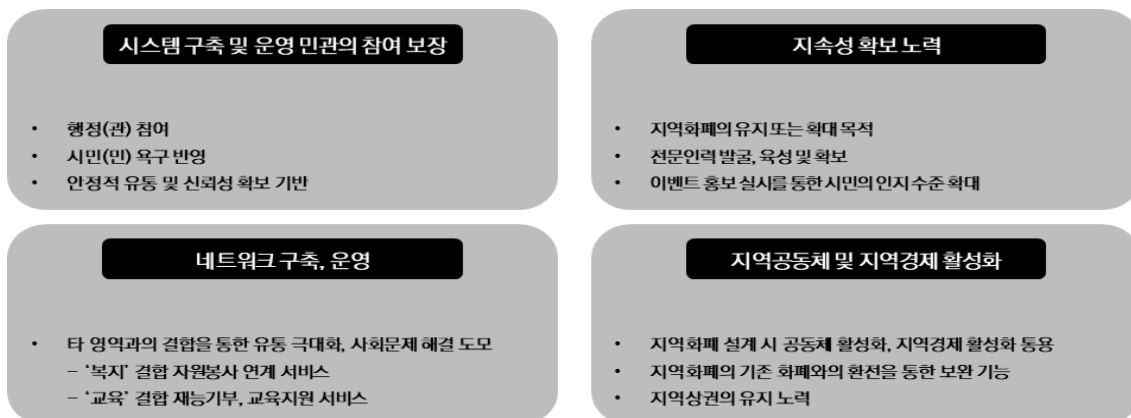 시스템 구축 및 운영 민관의 참여 보장
• 행정(관) 참여
• 시민(민) 욕구 반영
• 안정적 유통 및 신뢰성 확보 기반
지속성 확보 노력
• 지역화폐의 유지 또는 확대 목적
• 전문인력 발굴, 육성 및 확보
• 이벤트 홍보 실시를 통한 시민의 인지 수준 확대
네트워크 구축, 운영
• 타 영역과의 결합을 통한 유통 극대화, 사회문제 해결 도모
– ‘복지’ 결합 자원봉사 연계 서비스
– ‘교육’ 결합 재능기부, 교육지원 서비스
지역공동체 및 지역경제 활성화
• 지역화폐 설계 시 공동체 활성화, 지역경제 활성화 통용
• 지역화폐의 기존 화폐와의 환전을 통한 보완 기능
• 지역상권의 유지 노력